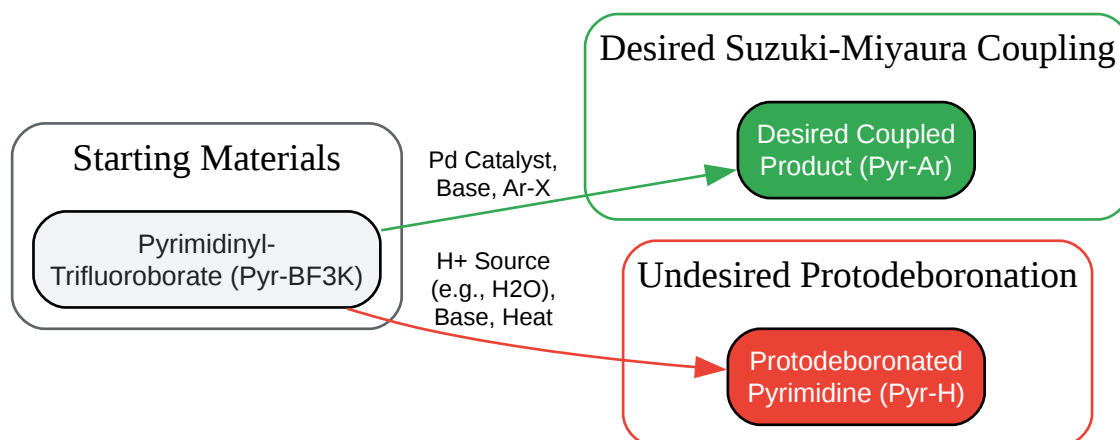 Desired Suzuki-Miyaura Coupling
Desired Coupled
Product (Pyr-Ar)
Starting Materials
Pyrimidinyl-
Trifluoroborate (Pyr-BF3K)
Pd Catalyst,
Base, Ar-X
H+ Source
(e.g., H2O),
Base, Heat
Undesired Protodeboronation
Protodeboronated
Pyrimidine (Pyr-H)